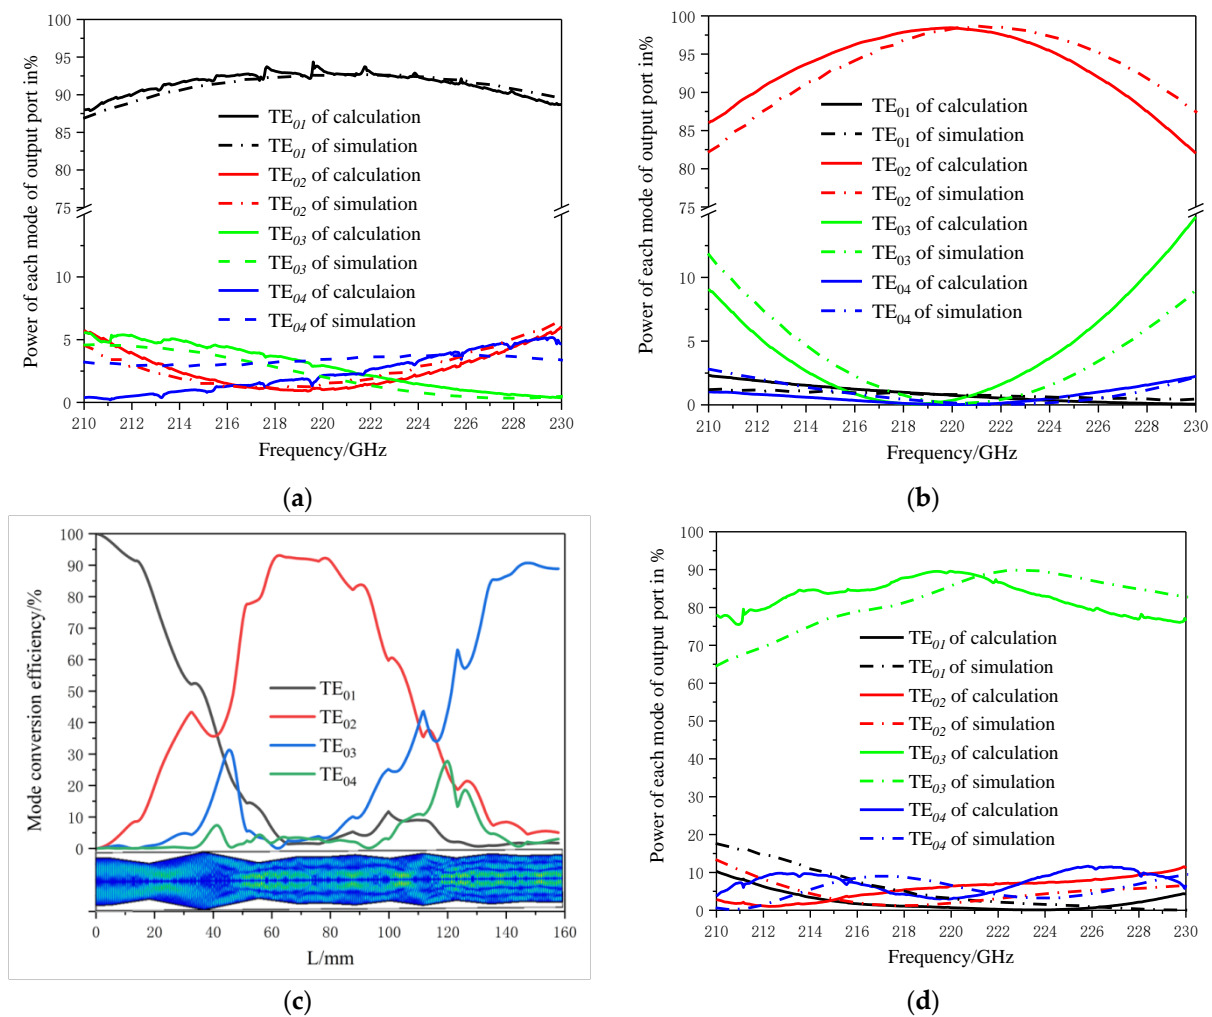 Power of each mode of output port in%
100
95
90
85
80
75
10
5
0
TE01 of calculation
TE01 of simulation
TE02 of calculation
TE02 of simulation
TE03 of calculation
TE03 of simulation
TE04 of calculaion
TE04 of simulation
210 212 214 216 218 220 222 224 226 228 230
Frequency/GHz
(a)
Power of each mode of output port in%
100
95
90
85
80
75
10
5
0
TE01 of calculation
TE01 of simulation
TE02 of calculation
TE02 of simulation
TE03 of calculation
TE03 of simulation
TE04 of calculation
TE04 of simulation
210 212 214 216 218 220 222 224 226 228 230
Frequency/GHz
(b)
Mode conversion efficiency/%
100
90
80
70
60
50
40
30
20
10
0
TE01
TE02
TE03
TE04
0 20 40 60 80 100 120 140 160
L/mm
(c)
Power of each mode of output port in %
100
90
80
70
60
50
40
30
20
10
0
TE01 of calculation
TE01 of simulation
TE02 of calculation
TE02 of simulation
TE03 of calculation
TE03 of simulation
TE04 of calculation
TE04 of simulation
210 212 214 216 218 220 222 224 226 228 230
Frequency/GHz
(d)